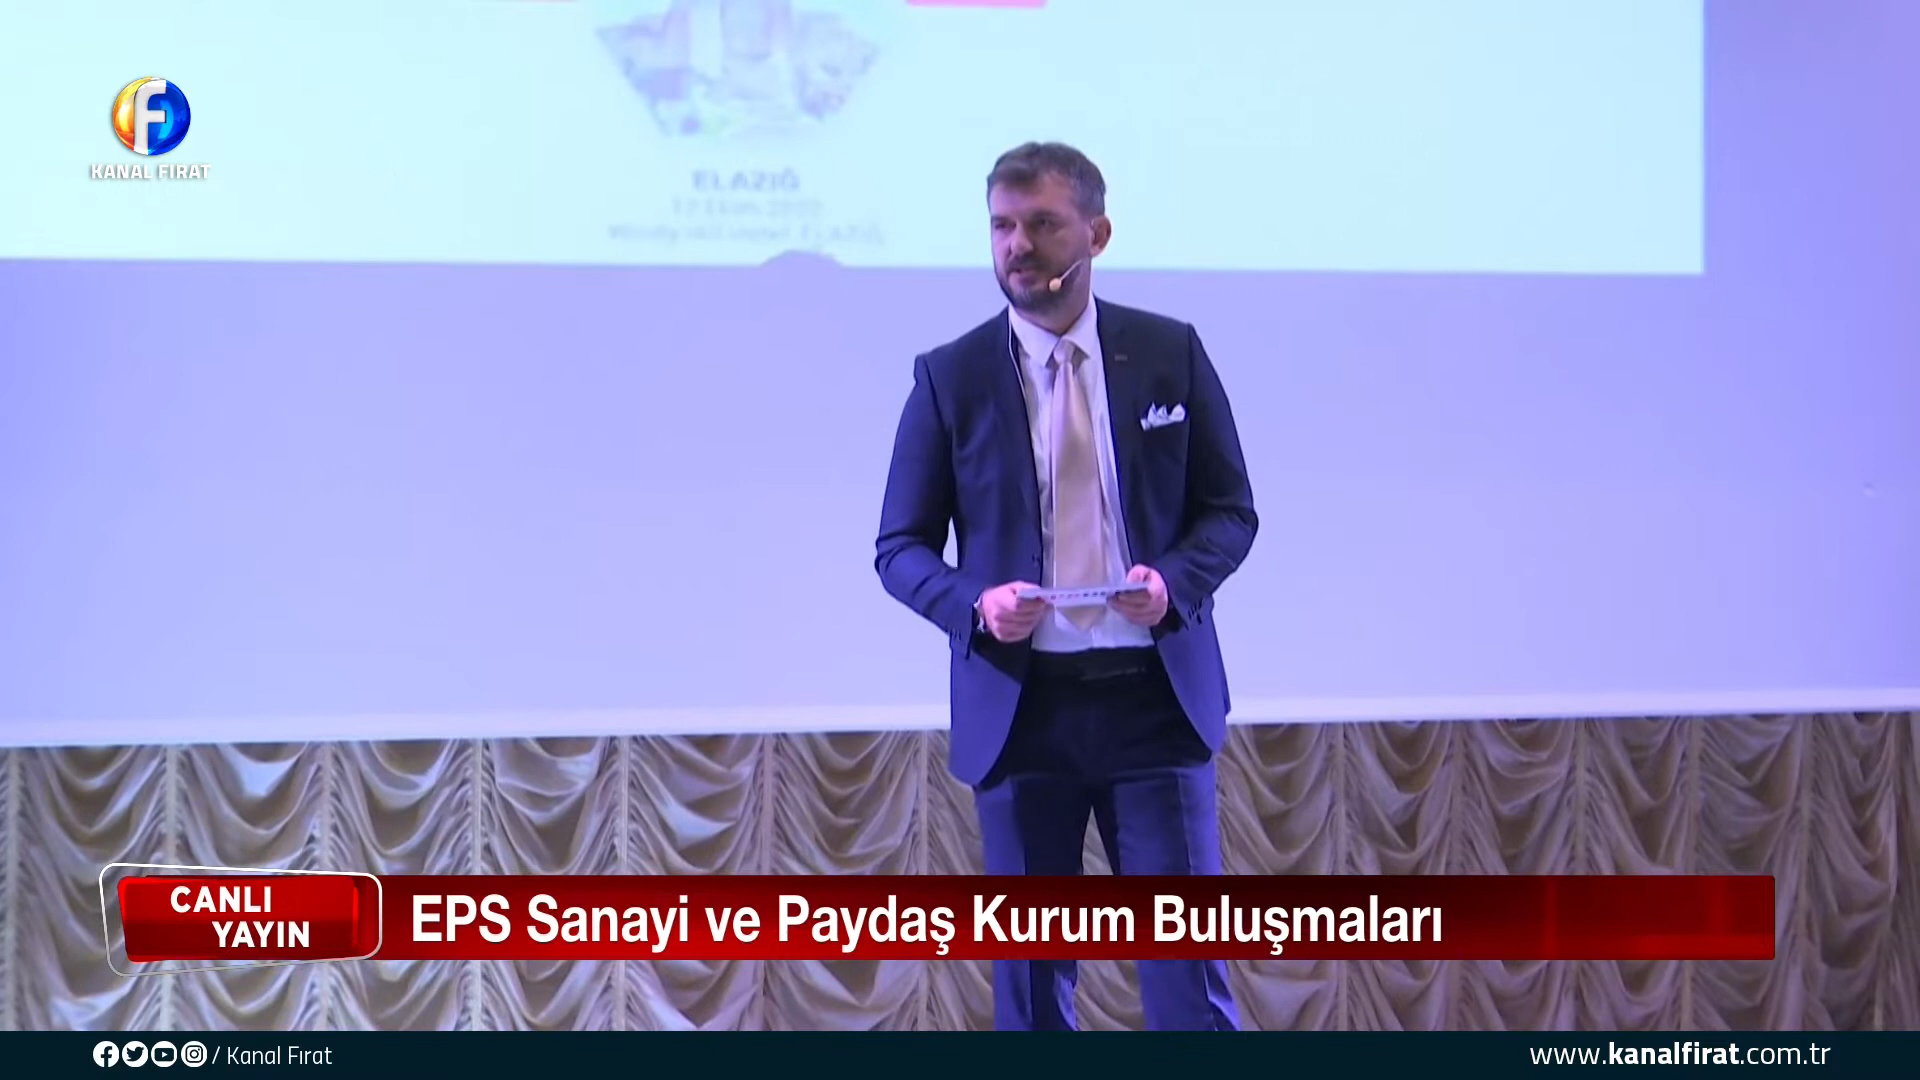 F
KANAL FIRAT
ELAZIĞ
CANLI
YAYIN
EPS Sanayi ve Paydaş Kurum Buluşmaları
/ Kanal Fırat
www.kanalfirat.com.tr